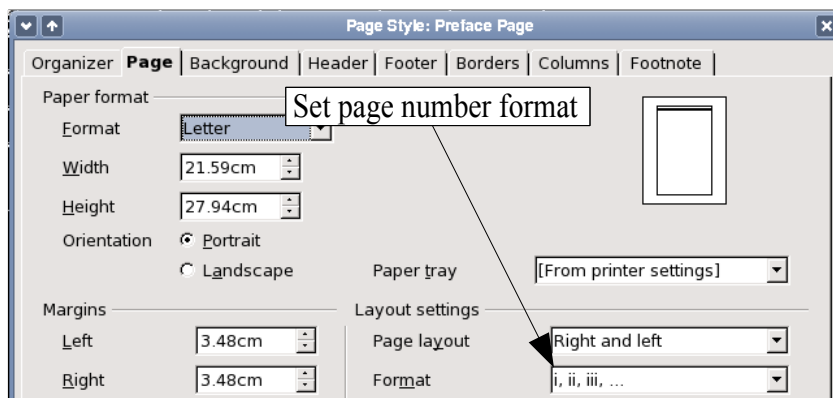 Page Style: Preface Page
Organizer Page Background Header Footer Borders Columns Footnote
Paper format
Set page number format
Format Letter
Width 21.59cm
Height 27.94cm
Orientation Portrait
Landscape Paper tray [From printer settings]
Margins Layout settings
Left 3.48cm Page layout Right and left
Right 3.48cm Format i, ii, iii, ...